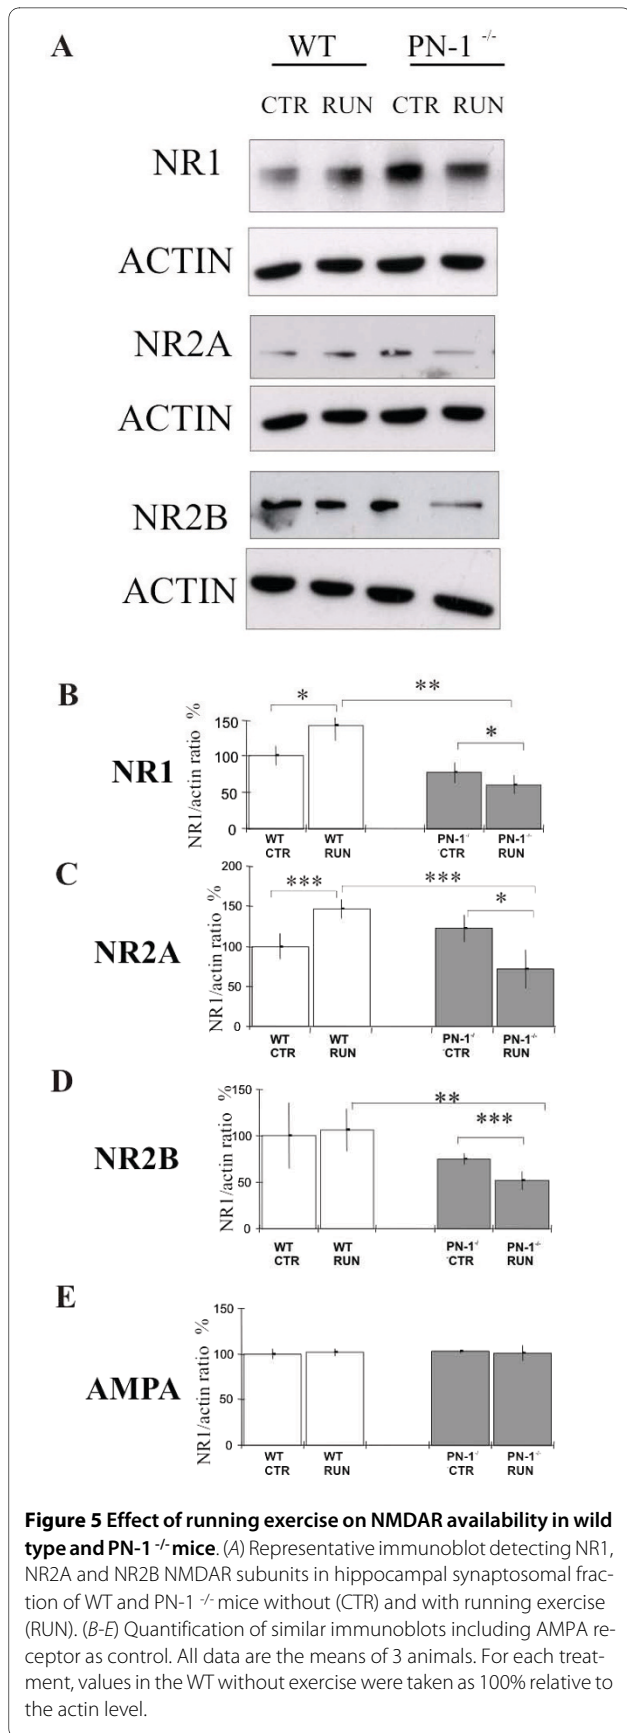 A
WT PN-1 -/-
CTR RUN CTR RUN
NR1
ACTIN
NR2A
ACTIN
NR2B
ACTIN
B
NR1
NR1/actin ratio %
150
100
50
0
* ** *
WT CTR
WT RUN
PN-1-/- CTR
PN-1-/- RUN
C
NR2A
NR1/actin ratio %
200
150
100
50
0
*** *** *
WT CTR
WT RUN
PN-1-/- CTR
PN-1-/- RUN
D
NR2B
NR1/actin ratio %
150
100
50
0
** ***
WT CTR
WT RUN
PN-1-/- CTR
PN-1-/- RUN
E
AMPA
NR1/actin ratio %
150
100
50
0
WT CTR
WT RUN
PN-1-/- CTR
PN-1-/- RUN
Figure 5 Effect of running exercise on NMDAR availability in wild
type and PN-1 -/- mice. (A) Representative immunoblot detecting NR1,
NR2A and NR2B NMDAR subunits in hippocampal synaptosomal frac-
tion of WT and PN-1 -/- mice without (CTR) and with running exercise
(RUN). (B-E) Quantification of similar immunoblots including AMPA re-
ceptor as control. All data are the means of 3 animals. For each treat-
ment, values in the WT without exercise were taken as 100% relative to
the actin level.